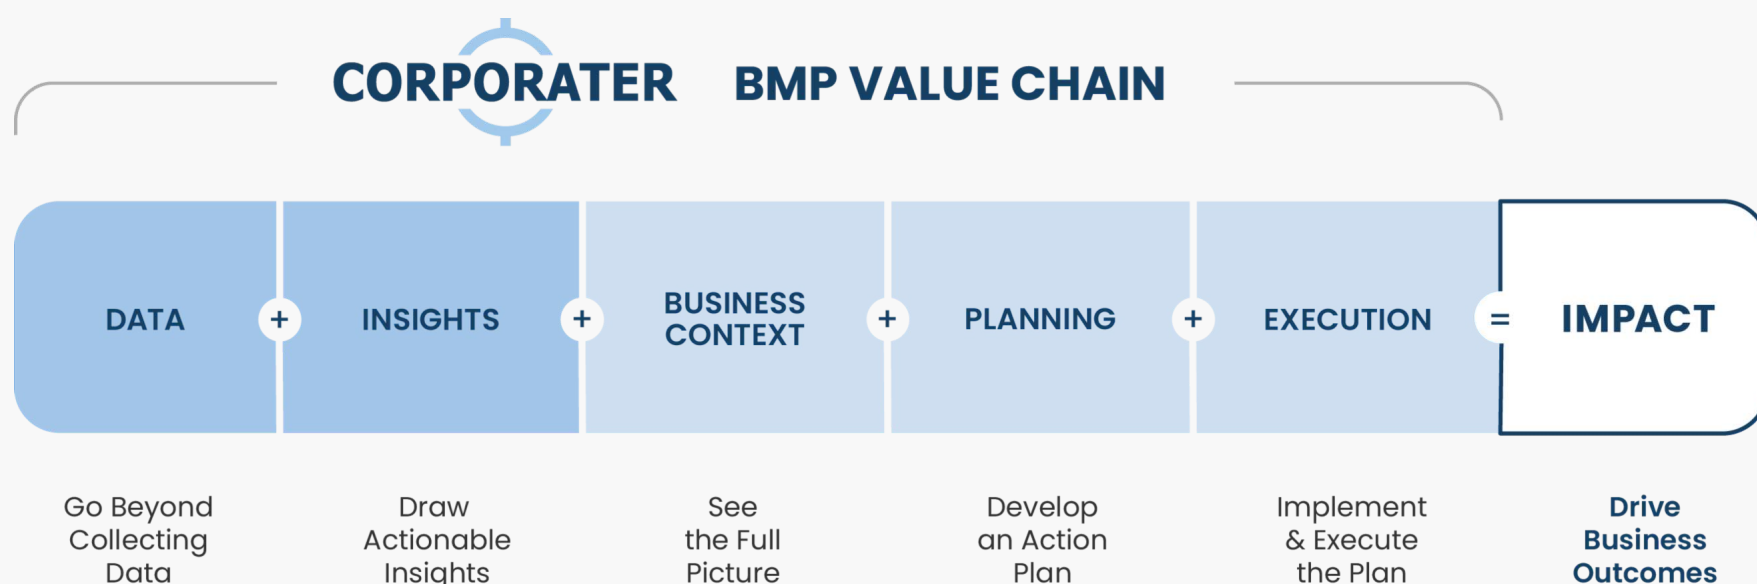 CORPORATER BMP VALUE CHAIN
DATA + INSIGHTS + BUSINESS CONTEXT + PLANNING + EXECUTION = IMPACT
Go Beyond
Collecting
Data
Draw
Actionable
Insights
See
the Full
Picture
Develop
an Action
Plan
Implement
& Execute
the Plan
Drive
Business
Outcomes